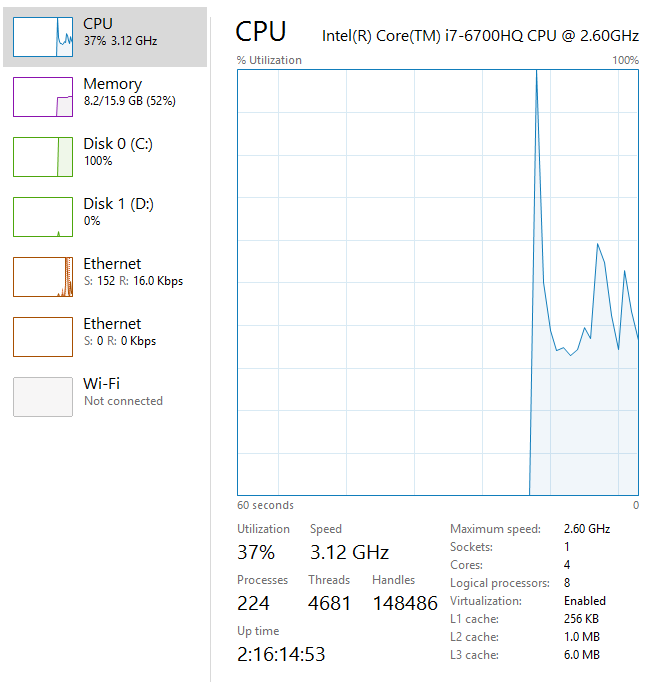 CPU
37% 3.12 GHz
Memory
8.2/15.9 GB (52%)
Disk 0 (C:)
100%
Disk 1 (D:)
0%
Ethernet
S: 152 R: 16.0 Kbps
Ethernet
S: 0 R: 0 Kbps
Wi-Fi
Not connected
CPU Intel(R) Core(TM) i7-6700HQ CPU @ 2.60GHz
% Utilization 100%
60 seconds 0
Utilization Speed
37% 3.12 GHz
Processes Threads Handles
224 4681 148486
Up time
2:16:14:53
Maximum speed: 2.60 GHz
Sockets: 1
Cores: 4
Logical processors: 8
Virtualization: Enabled
L1 cache: 256 KB
L2 cache: 1.0 MB
L3 cache: 6.0 MB